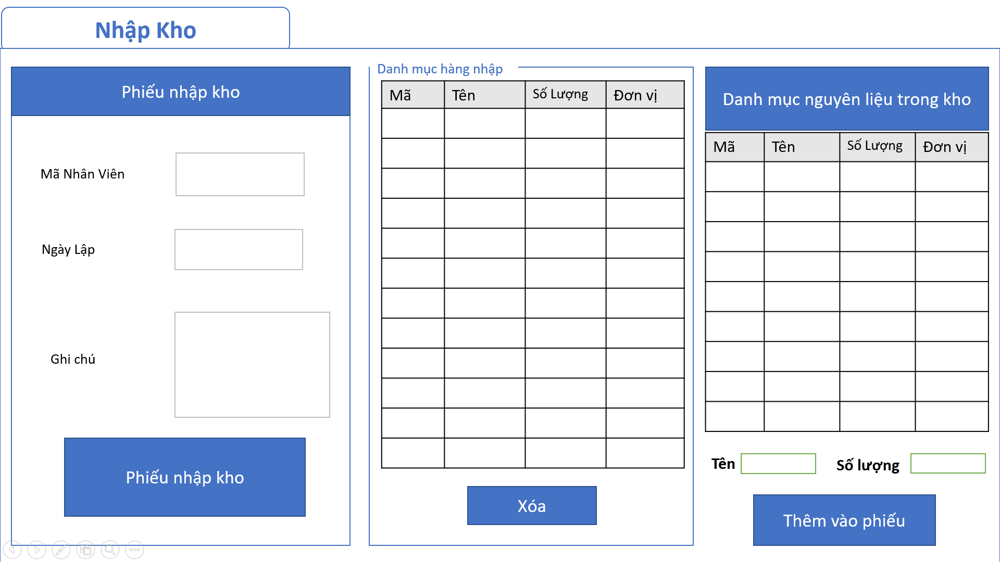 Nhập Kho
Phiếu nhập kho
Mã Nhân Viên
Ngày Lập
Ghi chú
Phiếu nhập kho
Danh mục hàng nhập
Mã Tên Số Lượng Đơn vị
Xóa
Danh mục nguyên liệu trong kho
Mã Tên Số Lượng Đơn vị
Tên Số lượng
Thêm vào phiếu